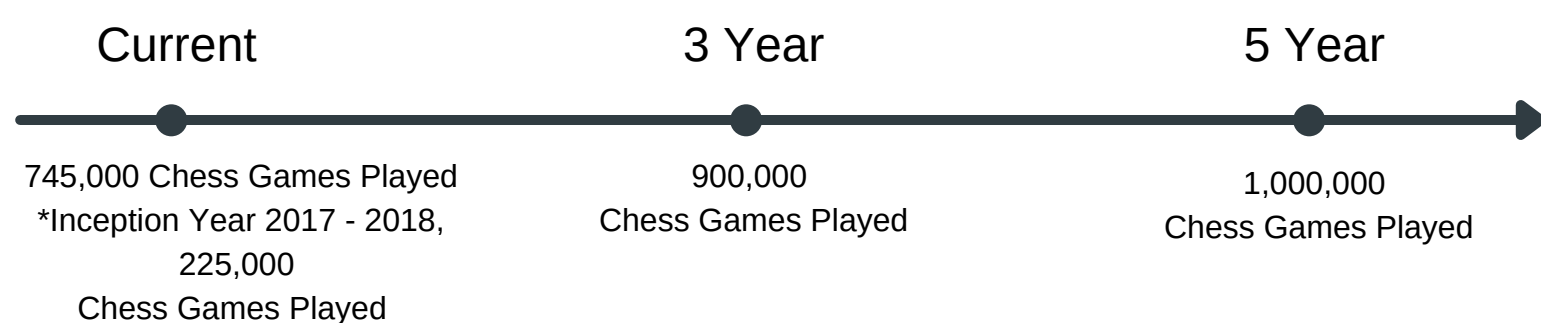 Current
3 Year
5 Year
745,000 Chess Games Played
*Inception Year 2017 - 2018,
225,000
Chess Games Played
900,000
Chess Games Played
1,000,000
Chess Games Played